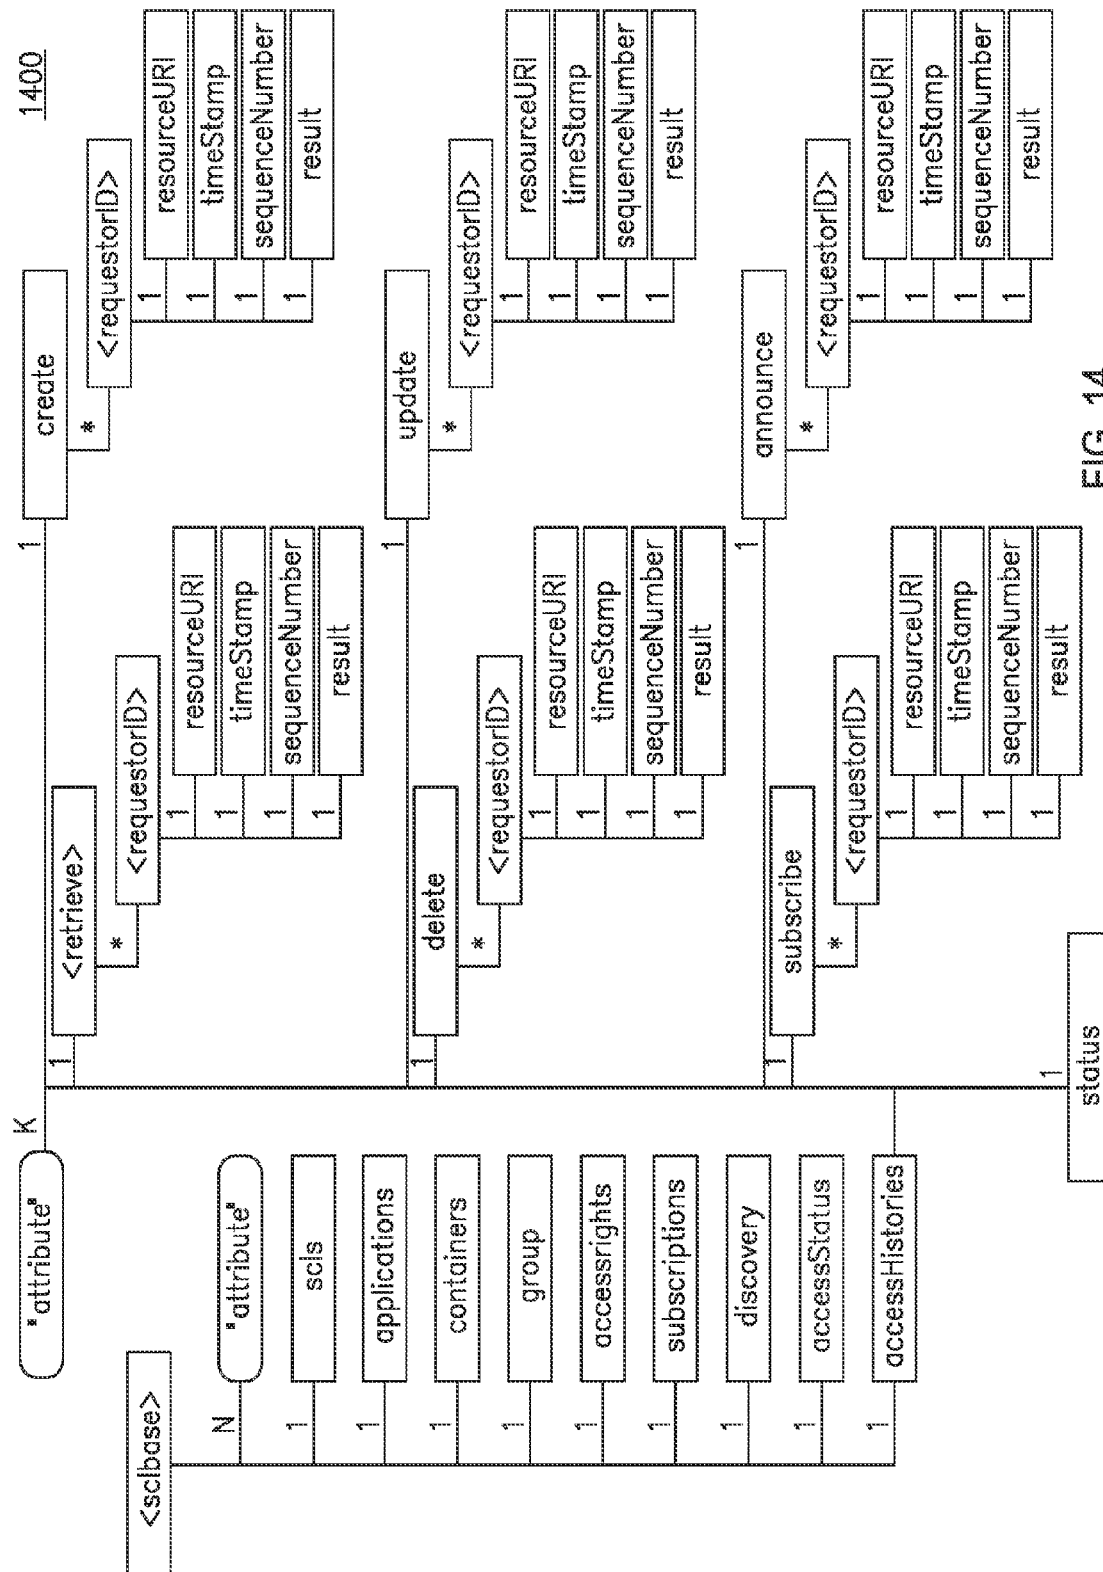 1400
<sclbase>
N
"attribute"
1
scls
1
applications
1
containers
1
group
1
accessrights
1
subscriptions
1
discovery
1
accessStatus
1
accessHistories
"attribute"
K
1
<retrieve>
*
<requestorID>
1
resourceURI
1
timeStamp
1
sequenceNumber
1
result
1
create
*
<requestorID>
1
resourceURI
1
timeStamp
1
sequenceNumber
1
result
1
delete
*
<requestorID>
1
resourceURI
1
timeStamp
1
sequenceNumber
1
result
1
update
*
<requestorID>
1
resourceURI
1
timeStamp
1
sequenceNumber
1
result
1
subscribe
*
<requestorID>
1
resourceURI
1
timeStamp
1
sequenceNumber
1
result
1
announce
*
<requestorID>
1
resourceURI
1
timeStamp
1
sequenceNumber
1
result
1
status
FIG. 14